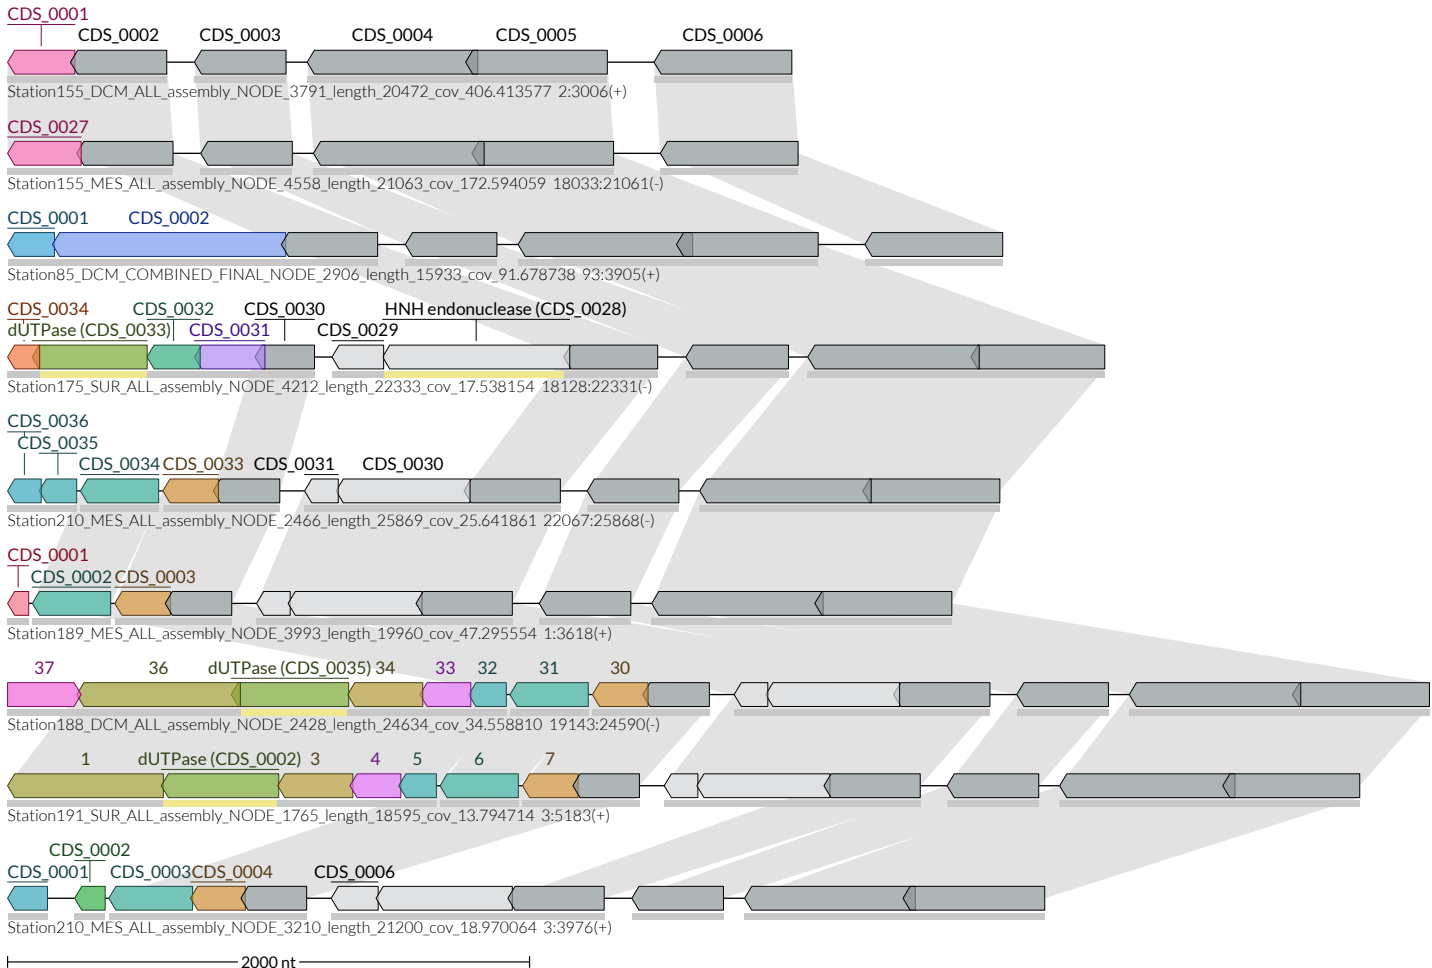 CDS_0001
CDS_0002 CDS_0003 CDS_0004 CDS_0005 CDS_0006
Station155_DCM_ALL_assembly_NODE_3791_length_20472_cov_406.413577 2:3006(+)
CDS_0027
Station155_MES_ALL_assembly_NODE_4558_length_21063_cov_172.594059 18033:21061(-)
CDS_0001 CDS_0002
Station85_DCM_COMBINED_FINAL_NODE_2906_length_15933_cov_91.678738 93:3905(+)
CDS_0034 CDS_0032 CDS_0030 HNH endonuclease (CDS_0028)
dUTPase (CDS_0033) CDS_0031 CDS_0029
Station175_SUR_ALL_assembly_NODE_4212_length_22333_cov_17.538154 18128:22331(-)
CDS_0036
CDS_0035
CDS_0034 CDS_0033 CDS_0031 CDS_0030
Station210_MES_ALL_assembly_NODE_2466_length_25869_cov_25.641861 22067:25868(-)
CDS_0001
CDS_0002 CDS_0003
Station189_MES_ALL_assembly_NODE_3993_length_19960_cov_47.295554 1:3618(+)
37 36 dUTPase (CDS_0035) 34 33 32 31 30
Station188_DCM_ALL_assembly_NODE_2428_length_24634_cov_34.558810 19143:24590(-)
1 dUTPase (CDS_0002) 3 4 5 6 7
Station191_SUR_ALL_assembly_NODE_1765_length_18595_cov_13.794714 3:5183(+)
CDS_0002
CDS_0001 CDS_0003 CDS_0004 CDS_0006
Station210_MES_ALL_assembly_NODE_3210_length_21200_cov_18.970064 3:3976(+)
2000 nt